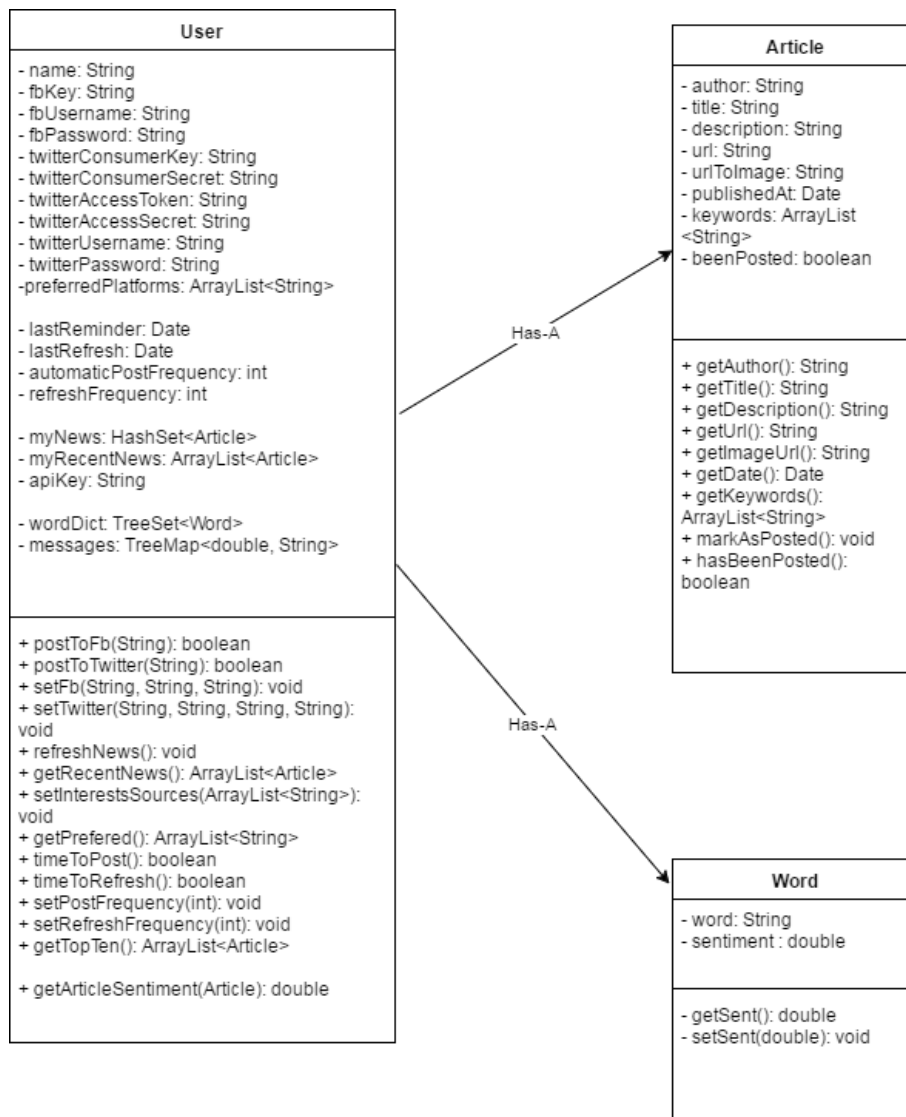 User
- name: String
- fbKey: String
- fbUsername: String
- fbPassword: String
- twitterConsumerKey: String
- twitterConsumerSecret: String
- twitterAccessToken: String
- twitterAccessSecret: String
- twitterUsername: String
- twitterPassword: String
-preferredPlatforms: ArrayList<String>
- lastReminder: Date
- lastRefresh: Date
- automaticPostFrequency: int
- refreshFrequency: int
- myNews: HashSet<Article>
- myRecentNews: ArrayList<Article>
- apiKey: String
- wordDict: TreeSet<Word>
- messages: TreeMap<double, String>
+ postToFb(String): boolean
+ postToTwitter(String): boolean
+ setFb(String, String, String): void
+ setTwitter(String, String, String, String):
void
+ refreshNews(): void
+ getRecentNews(): ArrayList<Article>
+ setInterestsSources(ArrayList<String>):
void
+ getPrefered(): ArrayList<String>
+ timeToPost(): boolean
+ timeToRefresh(): boolean
+ setPostFrequency(int): void
+ setRefreshFrequency(int): void
+ getTopTen(): ArrayList<Article>
+ getArticleSentiment(Article): double
Has-A
Has-A
Article
- author: String
- title: String
- description: String
- url: String
- urlToImage: String
- publishedAt: Date
- keywords: ArrayList
<String>
- beenPosted: boolean
+ getAuthor(): String
+ getTitle(): String
+ getDescription(): String
+ getUrl(): String
+ getImageUrl(): String
+ getDate(): Date
+ getKeywords():
ArrayList<String>
+ markAsPosted(): void
+ hasBeenPosted():
boolean
Word
- word: String
- sentiment : double
- getSent(): double
- setSent(double): void